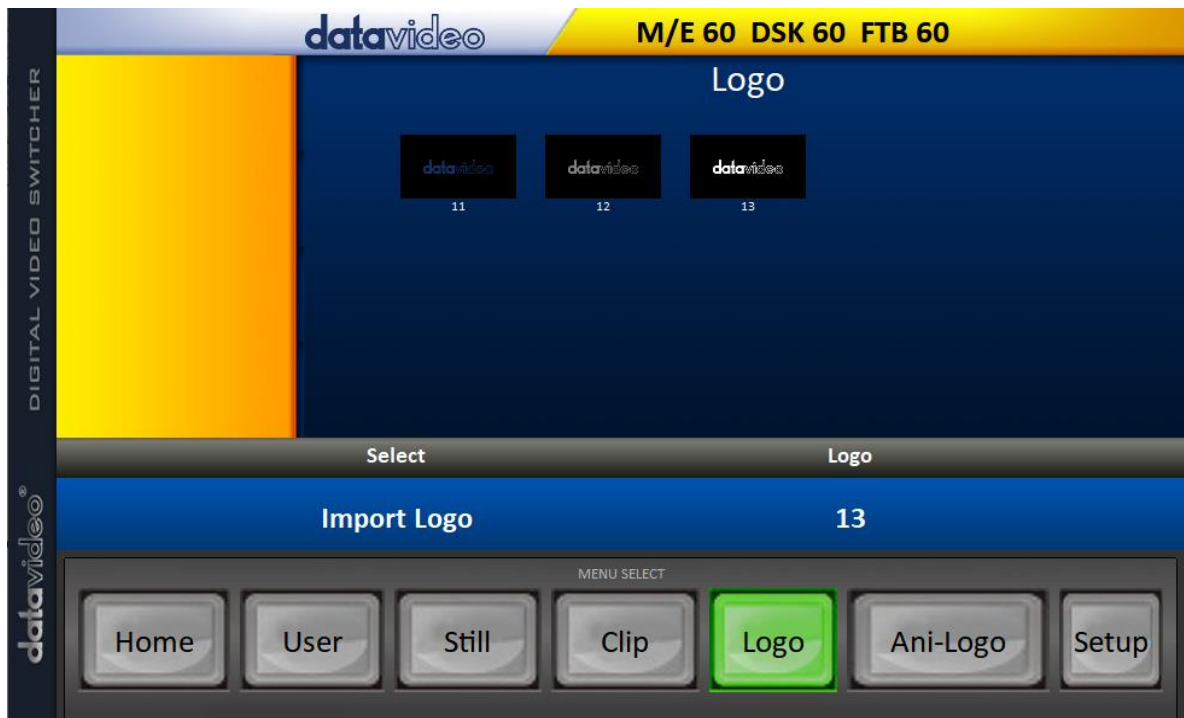 datavideo M/E 60 DSK 60 FTB 60
DIGITAL VIDEO SWITCHER
Logo
datavideo datavideo datavideo
11 12 13
Select Logo
Import Logo 13
datavideo®
MENU SELECT
Home User Still Clip Logo Ani-Logo Setup